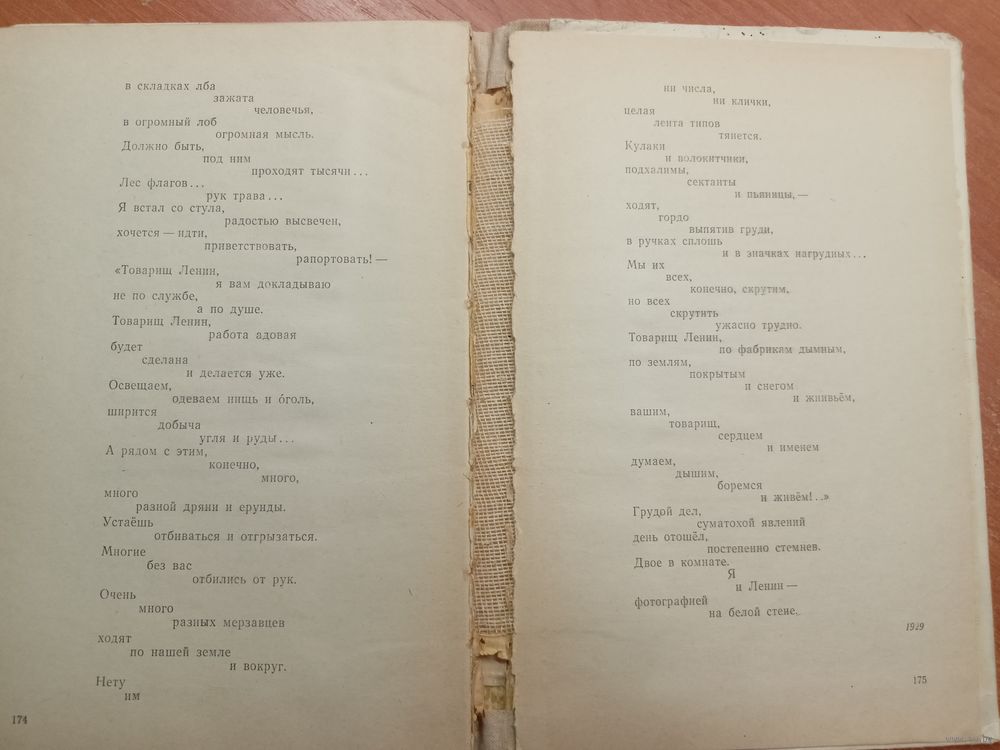 в складках лба
зажата
человечья,
в огромный лоб
огромная мысль.
Должно быть,
под ним
проходят тысячи...
Лес флагов...
рук трава...
Я встал со стула,
радостью высвечен,
хочется — идти,
приветствовать,
рапортовать! —
«Товарищ Ленин,
я вам докладываю
не по службе,
а по душе.
Товарищ Ленин,
работа адовая
будет
сделана
и делается уже.
Освещаем,
одеваем нищь и о́голь,
ширится
добыча
угля и руды...
А рядом с этим,
конечно,
много,
много
разной дряни и ерунды.
Устаёшь
отбиваться и отгрызаться.
Многие
без вас
отбились от рук.
Очень
много
разных мерзавцев
ходят
по нашей земле
и вокруг.
Нету
им
174
ни числа,
ни клички,
целая
лента типов
тянется.
Кулаки
и волокитчики,
подхалимы,
сектанты
и пьяницы, —
ходят,
гордо
выпятив груди,
в ручках сплошь
и в значках нагрудных...
Мы их
всех,
конечно, скрутим,
но всех
скрутить
ужасно трудно.
Товарищ Ленин,
по фабрикам дымным,
по землям,
покрытым
и снегом
и жнивьём,
вашим,
товарищ,
сердцем
и именем
думаем,
дышим,
боремся
и живём!..»
Грудой дел,
суматохой явлений
день отошёл,
постепенно стемнев.
Двое в комнате.
Я
и Ленин —
фотографией
на белой стене.
1929
175